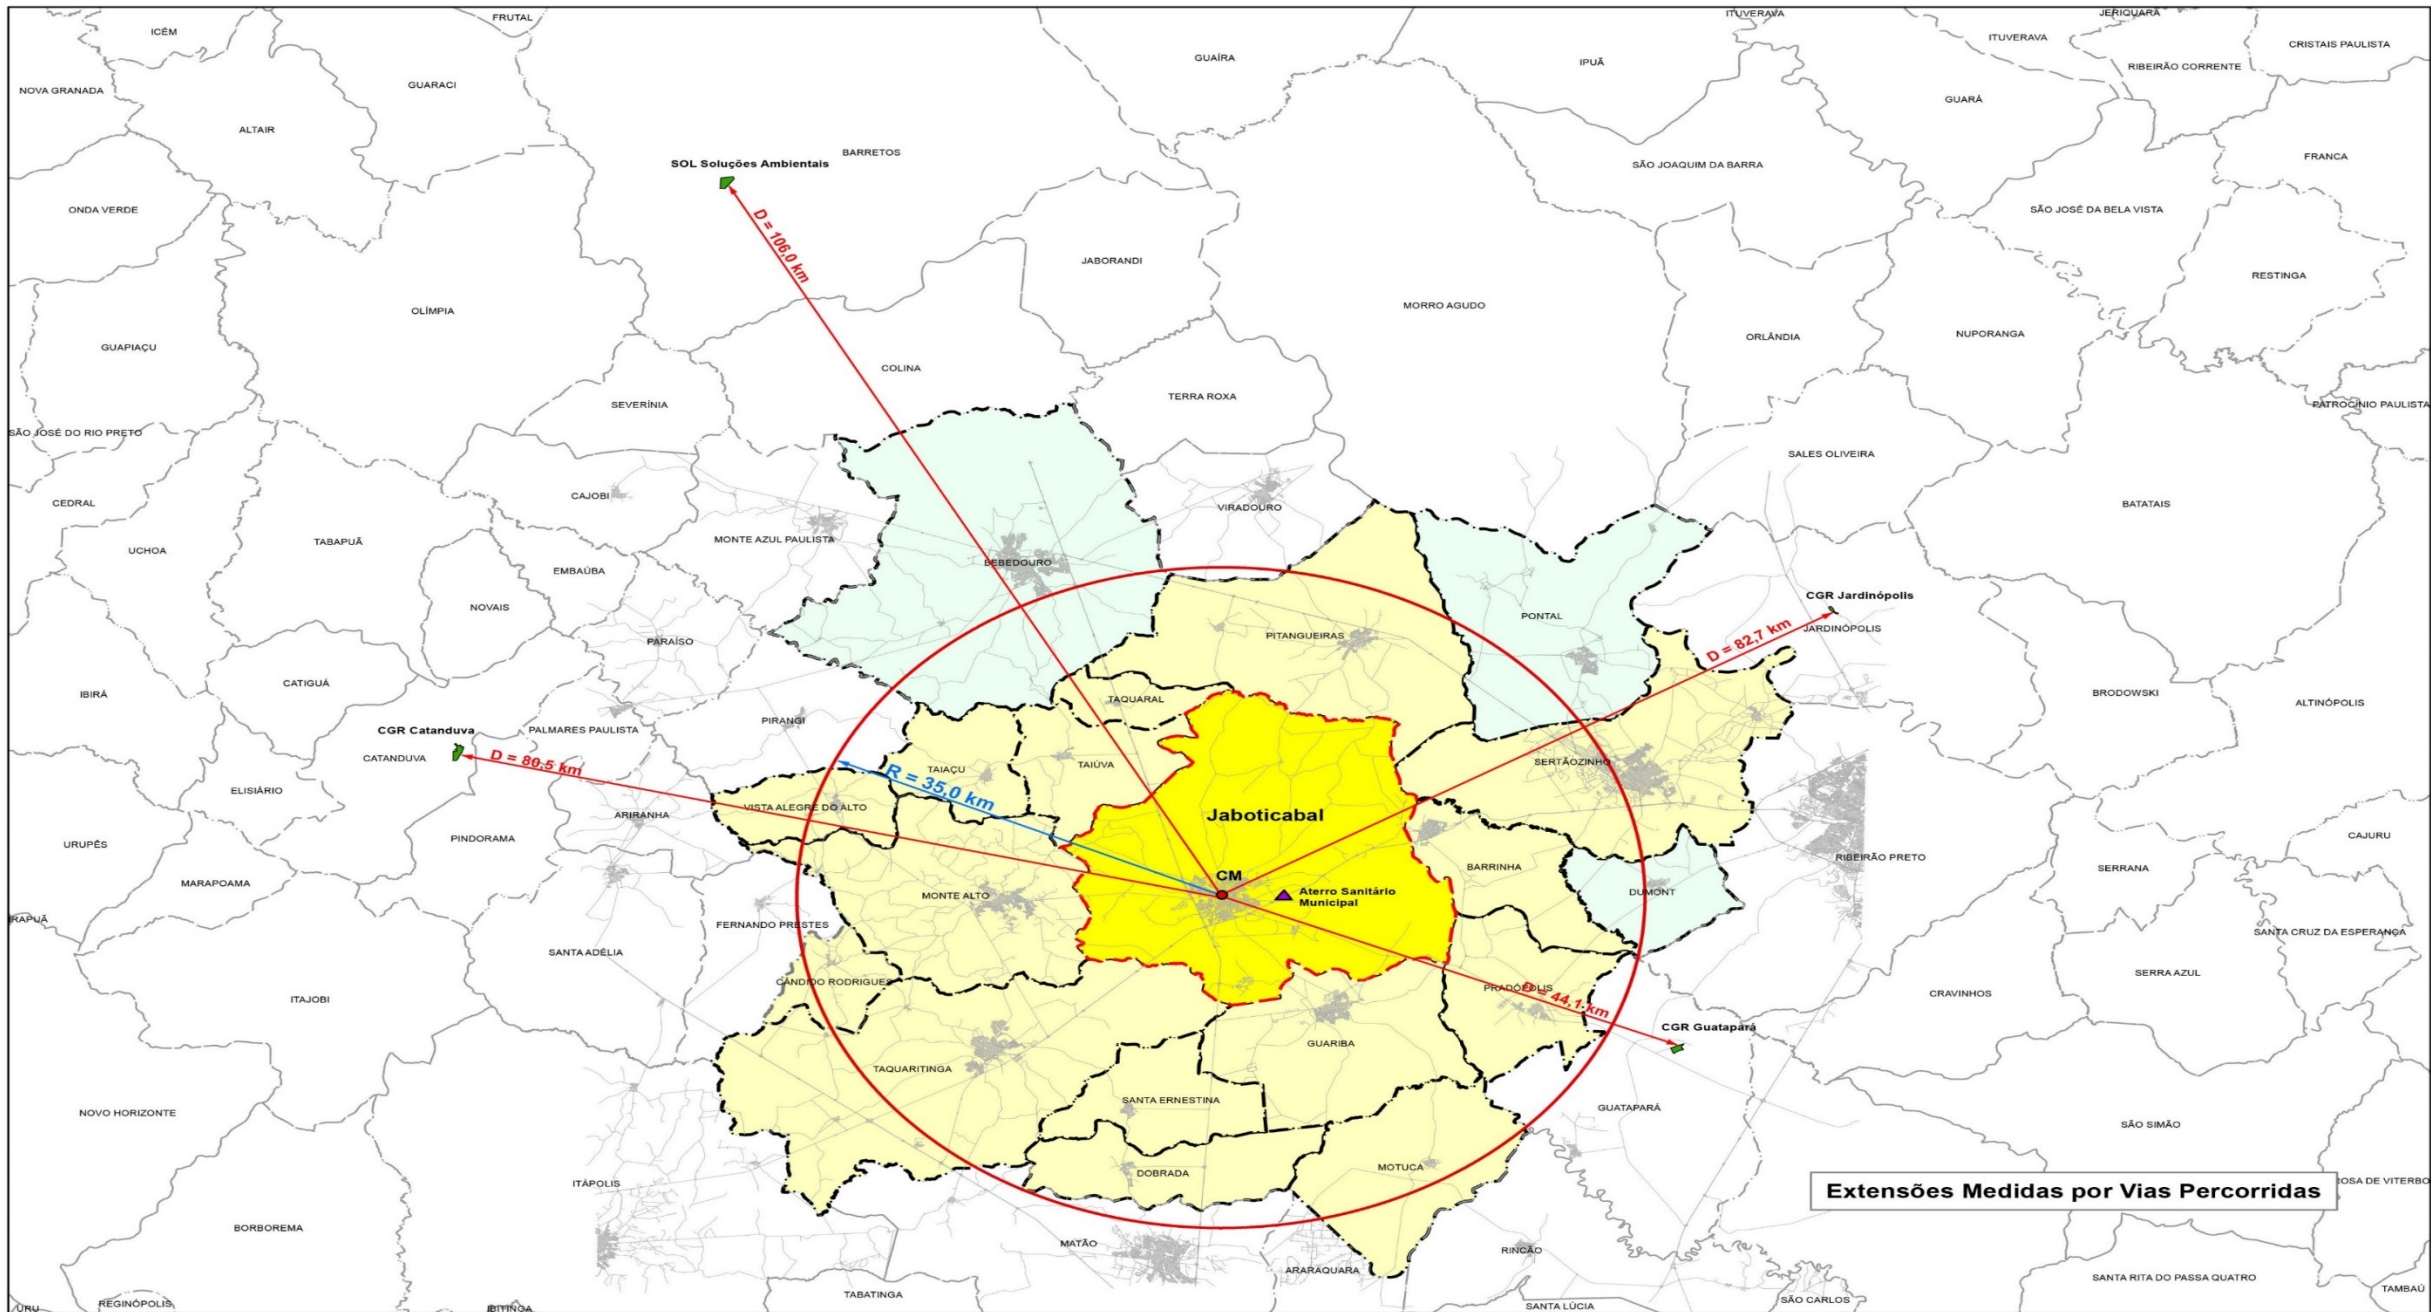 FRUTAL
ITUVERAVA
JERIQUARA
ICÉM
ITUVERAVA
CRISTAIS PAULISTA
GUAÍRA
IPUÃ
RIBEIRÃO CORRENTE
NOVA GRANADA
GUARACI
GUARÁ
ALTAIR
BARRETOS
SOL Soluções Ambientais
SÃO JOAQUIM DA BARRA
FRANCA
ONDA VERDE
SÃO JOSÉ DA BELA VISTA
D = 106,0 km
JABORANDI
RESTINGA
OLÍMPIA
MORRO AGUDO
GUAPIAÇU
ORLÂNDIA
NUPORANGA
COLINA
TERRA ROXA
SEVERÍNIA
PATROCÍNIO PAULISTA
SÃO JOSÉ DO RIO PRETO
SALES OLIVEIRA
CEDRAL
CAJOBI
VIRADOURO
BATATAIS
UCHOA
TABAPUÃ
MONTE AZUL PAULISTA
BEBEDOURO
EMBAÚBA
NOVAIS
CGR Jardinópolis
PONTAL
JARDINÓPOLIS
PARAÍSO
PITANGUEIRAS
D = 82,7 km
CATIGUÁ
IBIRÁ
BRODOWSKI
TAQUARAL
ALTINÓPOLIS
PIRANGI
CGR Catanduva
PALMARES PAULISTA
CATANDUVA
D = 80,5 km
TAIAÇU
TAIÚVA
SERTÃOZINHO
R = 35,0 km
ELISIÁRIO
VISTA ALEGRE DO ALTO
ARIRANHA
Jaboticabal
PINDORAMA
CAJURU
URUPÊS
RIBEIRÃO PRETO
BARRINHA
SERRANA
CM
MARAPOAMA
MONTE ALTO
Aterro Sanitário
Municipal
DUMONT
IRAPUÃ
FERNANDO PRESTES
SANTA CRUZ DA ESPERANÇA
SANTA ADÉLIA
SERRA AZUL
CÂNDIDO RODRIGUES
PRADÓPOLIS
CRAVINHOS
ITAJOBI
D = 44,1 km
CGR Guatapará
GUARIBA
TAQUARITINGA
SANTA ERNESTINA
GUATAPARÁ
NOVO HORIZONTE
SÃO SIMÃO
MOTUCA
DOBRADA
ITÁPOLIS
Extensões Medidas por Vias Percorridas
ROSA DE VITERBO
BORBOREMA
MATÃO
RINCÃO
ARARAQUARA
SANTA RITA DO PASSA QUATRO
TAMBAÚ
TABATINGA
SÃO CARLOS
REGINÓPOLIS
SANTA LÚCIA
URU
IBITINGA